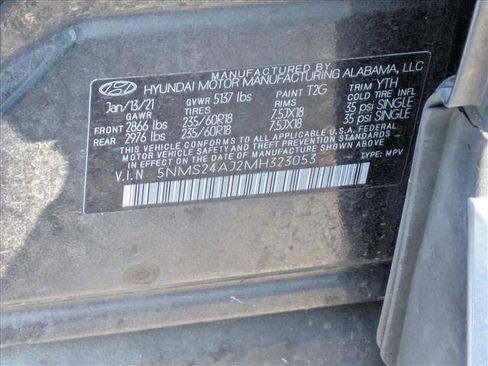 MANUFACTURED BY
HYUNDAI MOTOR MANUFACTURING ALABAMA, LLC
Jan/13/21 GVWR 5137 lbs PAINT T2G TRIM YTH
GAWR TIRES RIMS COLD TIRE INFL
FRONT 2866 lbs 235/60R18 7.5JX18 35 psi SINGLE
REAR 2976 lbs 235/60R18 7.5JX18 35 psi SINGLE
THIS VEHICLE CONFORMS TO ALL APPLICABLE U.S.A. FEDERAL MOTOR
VEHICLE SAFETY, BUMPER, AND THEFT PREVENTION STANDARDS
IN EFFECT ON THE DATE OF MANUFACTURE SHOWN ABOVE.
V.I.N 5NMS24AJ2MH323053 TYPE: MPV